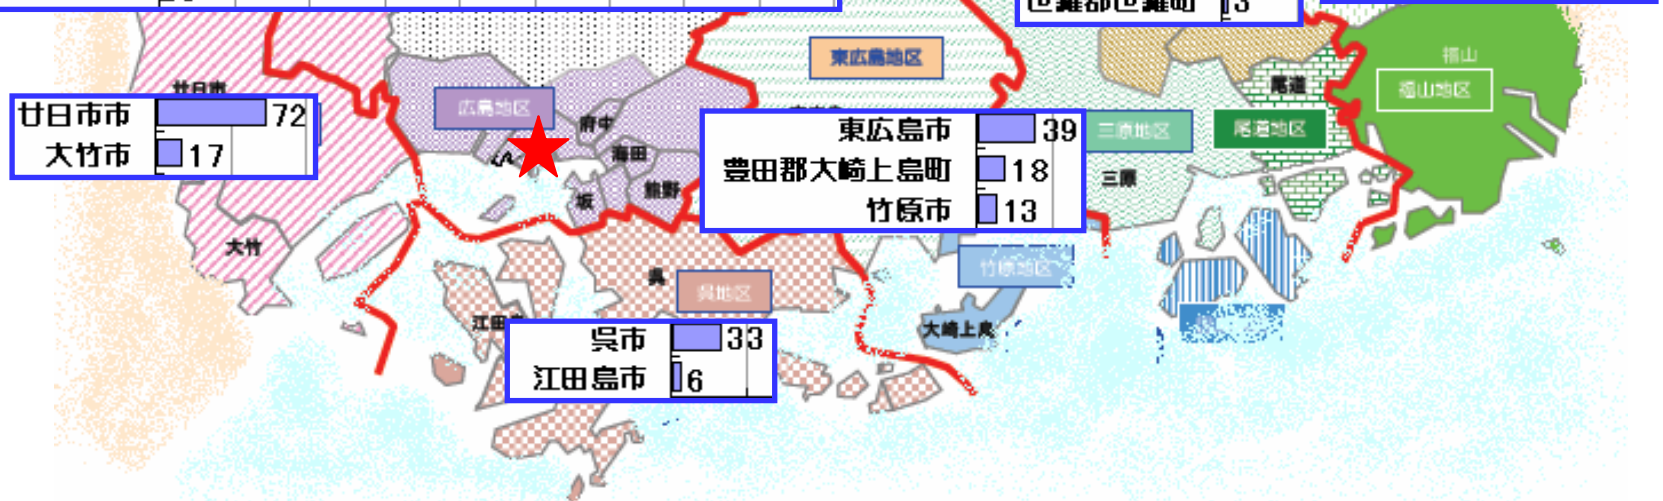 3
東広島地区
福山
廿日市
尾道
福山地区
廿日市市 72
大竹市 17
広島地区
府中
海田
熊野
坂
東広島市 39
豊田郡大崎上島町 18
竹原市 13
三原地区
尾道地区
三原
大竹
呉
呉地区
竹原地区
大崎上島
呉市 33
江田島市 6